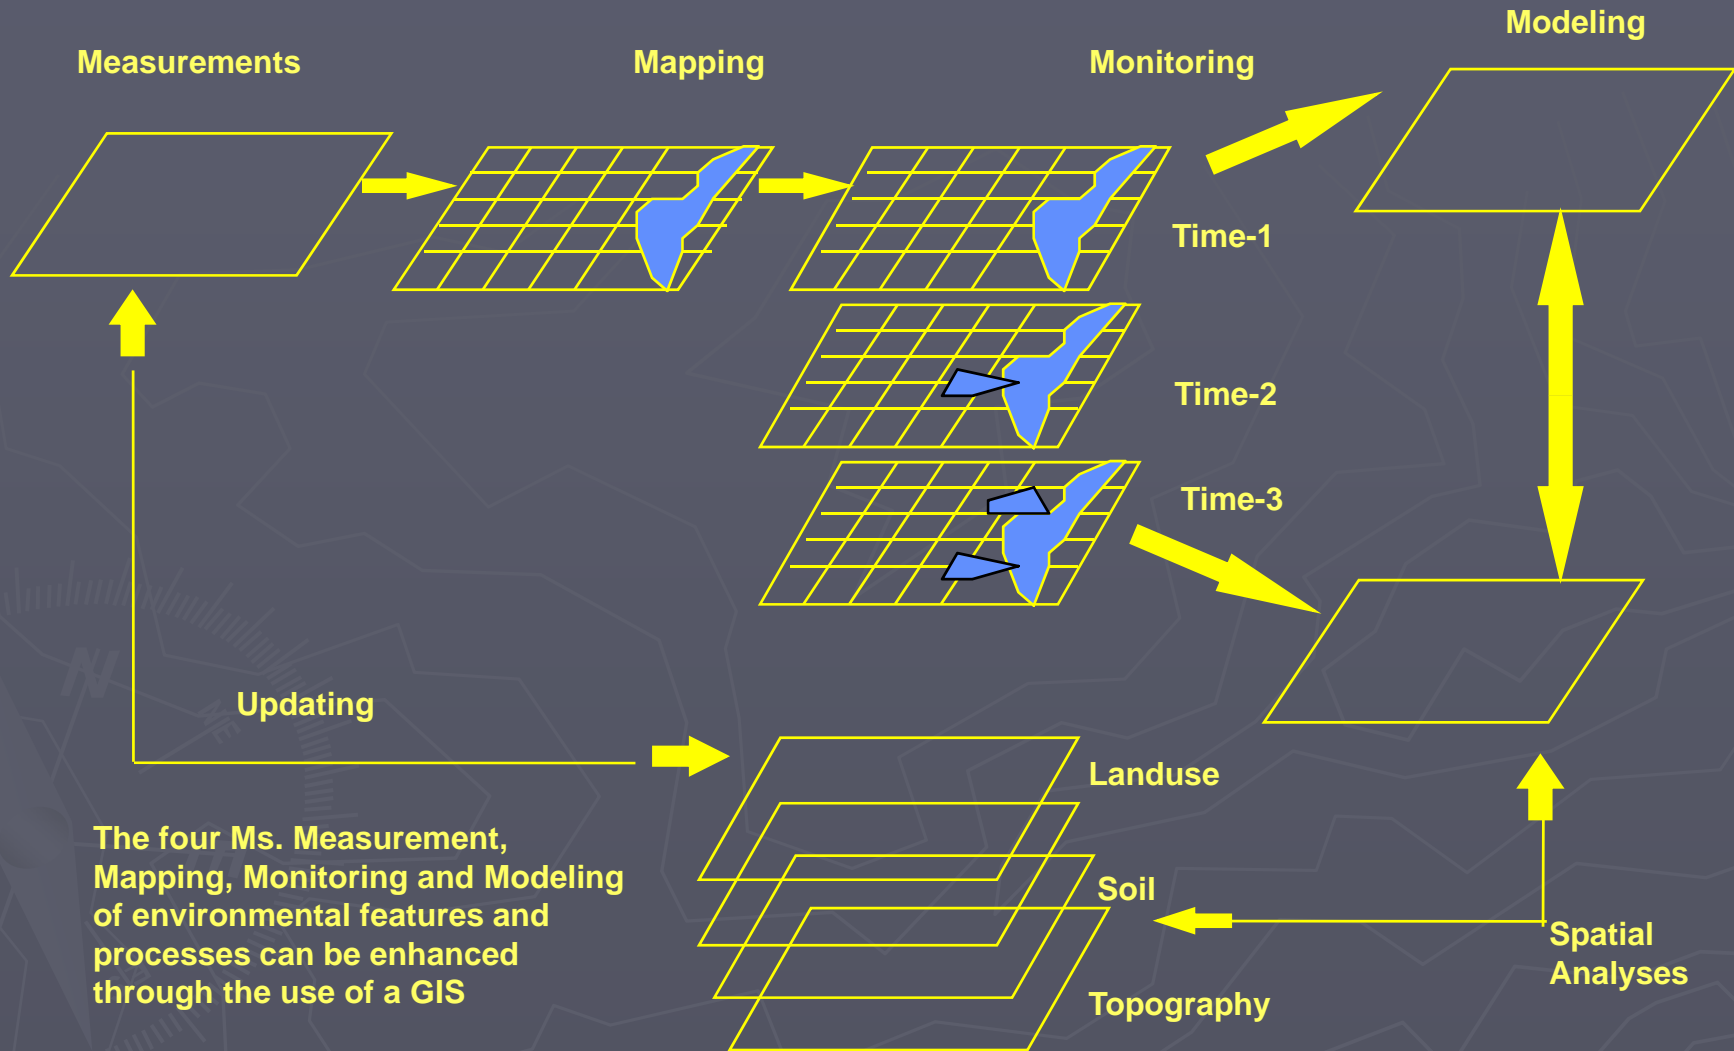 Measurements
Mapping
Monitoring
Modeling
Time-1
Time-2
Time-3
Updating
Landuse
Soil
Topography
Spatial
Analyses
The four Ms. Measurement,
Mapping, Monitoring and Modeling
of environmental features and
processes can be enhanced
through the use of a GIS
N
NE
E